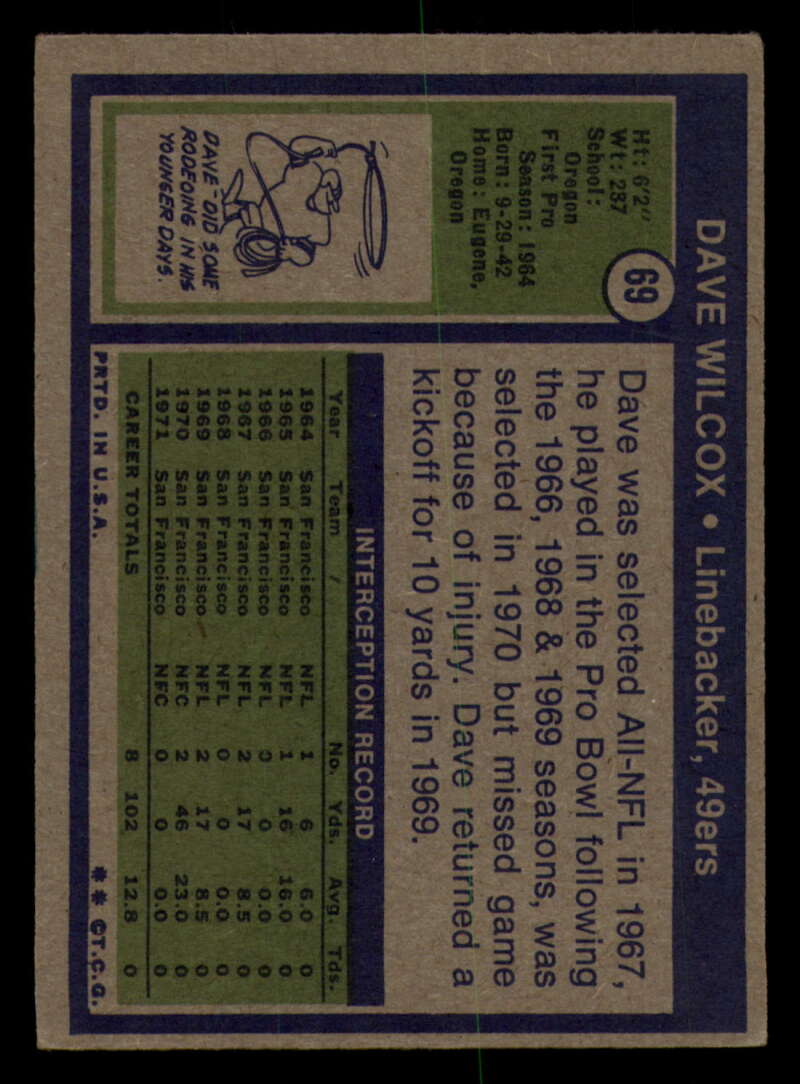 DAVE WILCOX • Linebacker, 49ers
69
Ht: 6'2"
Wt: 237
School:
Oregon
First Pro
Season: 1964
Born: 9-29-42
Home: Eugene,
Oregon
DAVE DID SOME
RODEOING IN HIS
YOUNGER DAYS.
Dave was selected All-NFL in 1967,
he played in the Pro Bowl following
the 1966, 1968 & 1969 seasons, was
selected in 1970 but missed game
because of injury. Dave returned a
kickoff for 10 yards in 1969.
INTERCEPTION RECORD
Year Team / No. Yds. Avg. Tds.
1964 San Francisco NFL 1 6 6.0 0
1965 San Francisco NFL 1 16 16.0 0
1966 San Francisco NFL 0 0 0.0 0
1967 San Francisco NFL 2 17 8.5 0
1968 San Francisco NFL 0 0 0.0 0
1969 San Francisco NFL 2 17 8.5 0
1970 San Francisco NFC 2 46 23.0 0
1971 San Francisco NFC 0 0 0.0 0
CAREER TOTALS 8 102 12.8 0
PRTD. IN U.S.A. ** ©T.C.G.